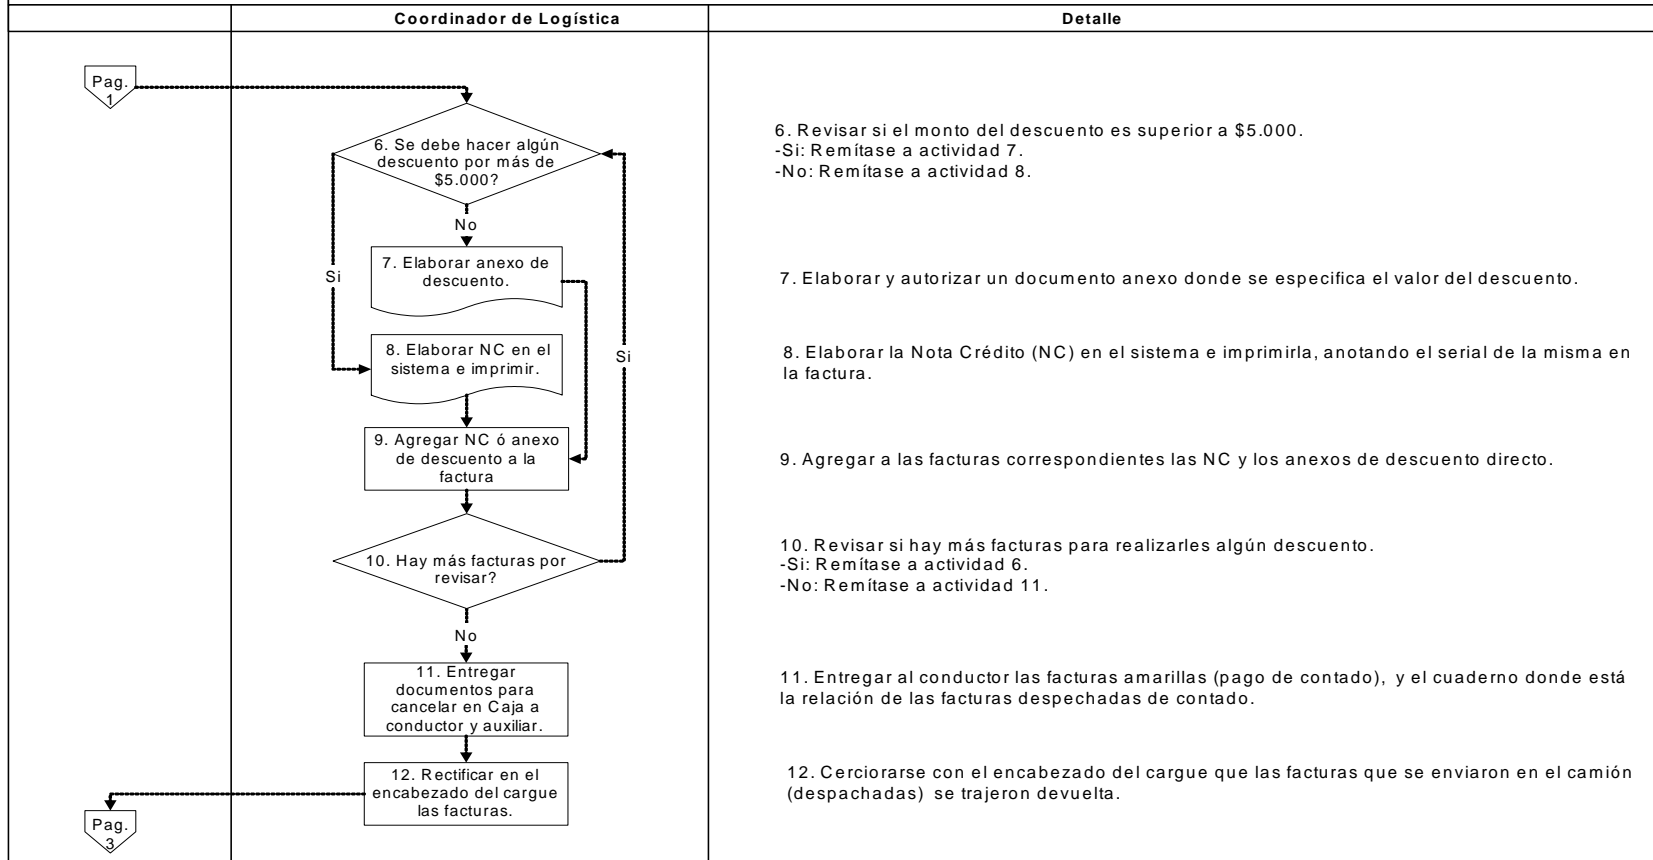 Coordinador de Logística
Detalle
Pag.
1
6. Se debe hacer algún
descuento por más de
$5.000?
No
Si
7. Elaborar anexo de
descuento.
8. Elaborar NC en el
sistema e imprimir.
Si
9. Agregar NC ó anexo
de descuento a la
factura
10. Hay más facturas por
revisar?
No
11. Entregar
documentos para
cancelar en Caja a
conductor y auxiliar.
12. Rectificar en el
encabezado del cargue
las facturas.
Pag.
3
6. Revisar si el monto del descuento es superior a $5.000.
-Si: Remítase a actividad 7.
-No: Remítase a actividad 8.
7. Elaborar y autorizar un documento anexo donde se especifica el valor del descuento.
8. Elaborar la Nota Crédito (NC) en el sistema e imprimirla, anotando el serial de la misma en
la factura.
9. Agregar a las facturas correspondientes las NC y los anexos de descuento directo.
10. Revisar si hay más facturas para realizarles algún descuento.
-Si: Remítase a actividad 6.
-No: Remítase a actividad 11.
11. Entregar al conductor las facturas amarillas (pago de contado), y el cuaderno donde está
la relación de las facturas despechadas de contado.
12. Cerciorarse con el encabezado del cargue que las facturas que se enviaron en el camión
(despachadas) se trajeron devuelta.